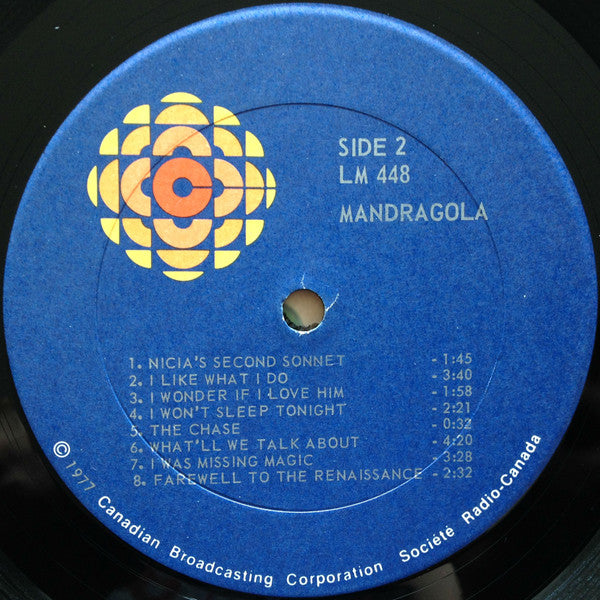 SIDE 2
LM 448
MANDRAGOLA
1. NICIA'S SECOND SONNET - 1:45
2. I LIKE WHAT I DO - 3:40
3. I WONDER IF I LOVE HIM - 1:58
4. I WON'T SLEEP TONIGHT - 2:21
5. THE CHASE - 0:32
6. WHAT'LL WE TALK ABOUT - 4:20
7. I WAS MISSING MAGIC - 3:28
8. FAREWELL TO THE RENAISSANCE - 2:32
© 1977 Canadian Broadcasting Corporation Société Radio-Canada